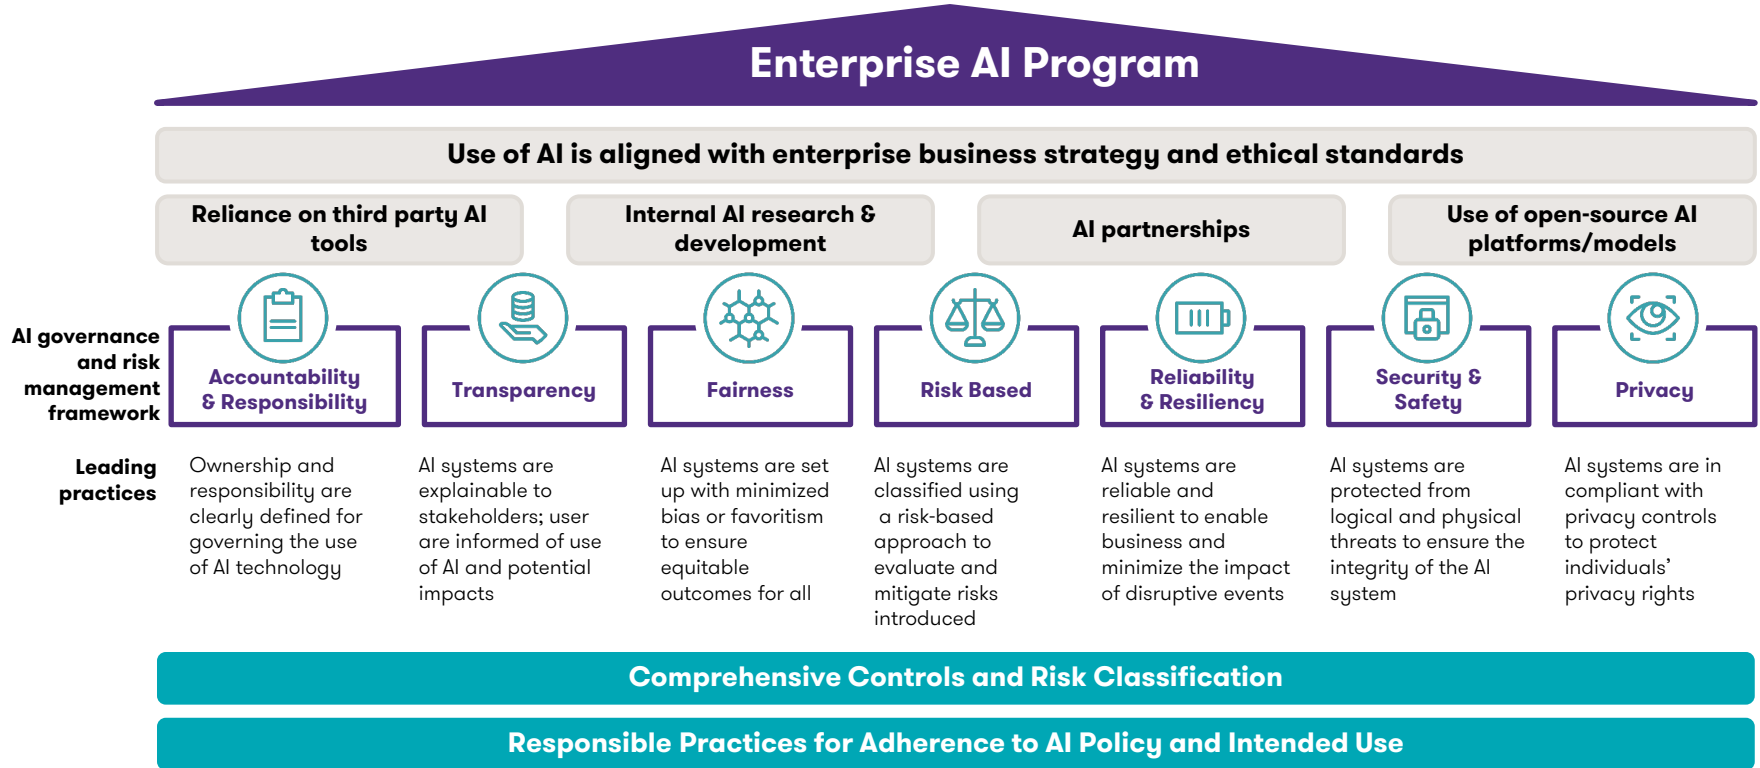 Enterprise AI Program
Use of AI is aligned with enterprise business strategy and ethical standards
Reliance on third party AI
tools
Internal AI research &
development
AI partnerships
Use of open-source AI
platforms/models
AI governance
and risk
management
framework
Accountability
& Responsibility
Transparency
Fairness
Risk Based
Reliability
& Resiliency
Security &
Safety
Privacy
Leading
practices
Ownership and
responsibility are
clearly defined for
governing the use
of AI technology
AI systems are
explainable to
stakeholders; user
are informed of use
of AI and potential
impacts
AI systems are set
up with minimized
bias or favoritism
to ensure
equitable
outcomes for all
AI systems are
classified using
a risk-based
approach to
evaluate and
mitigate risks
introduced
AI systems are
reliable and
resilient to enable
business and
minimize the impact
of disruptive events
AI systems are
protected from
logical and physical
threats to ensure the
integrity of the AI
system
AI systems are in
compliant with
privacy controls
to protect
individuals’
privacy rights
Comprehensive Controls and Risk Classification
Responsible Practices for Adherence to AI Policy and Intended Use